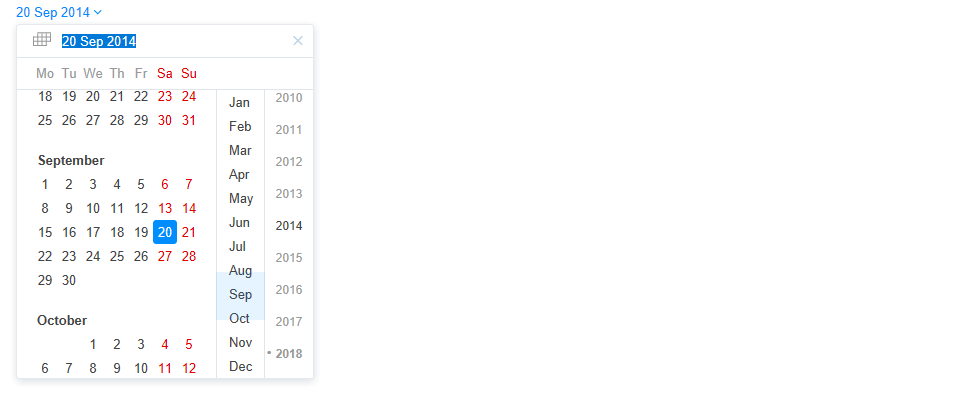 20 Sep 2014
20 Sep 2014
Mo Tu We Th Fr Sa Su
18 19 20 21 22 23 24
25 26 27 28 29 30 31
September
1 2 3 4 5 6 7
8 9 10 11 12 13 14
15 16 17 18 19 20 21
22 23 24 25 26 27 28
29 30
October
1 2 3 4 5
6 7 8 9 10 11 12
Jan
Feb
Mar
Apr
May
Jun
Jul
Aug
Sep
Oct
Nov
Dec
2010
2011
2012
2013
2014
2015
2016
2017
• 2018